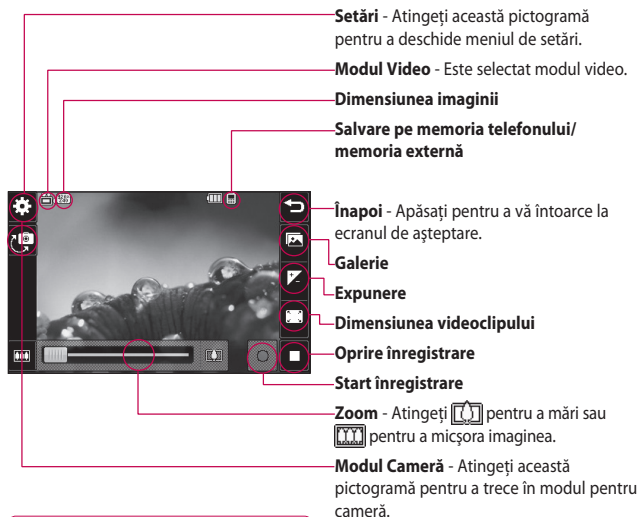 Setări - Atingeți această pictogramă
pentru a deschide meniul de setări.
Modul Video - Este selectat modul video.
Dimensiunea imaginii
Salvare pe memoria telefonului/
memoria externă
Înapoi - Apăsați pentru a vă întoarce la
ecranul de aşteptare.
Galerie
Expunere
Dimensiunea videoclipului
Oprire înregistrare
Start înregistrare
Zoom - Atingeți pentru a mări sau
pentru a micşora imaginea.
Modul Cameră - Atingeți această
pictogramă pentru a trece în modul pentru
cameră.